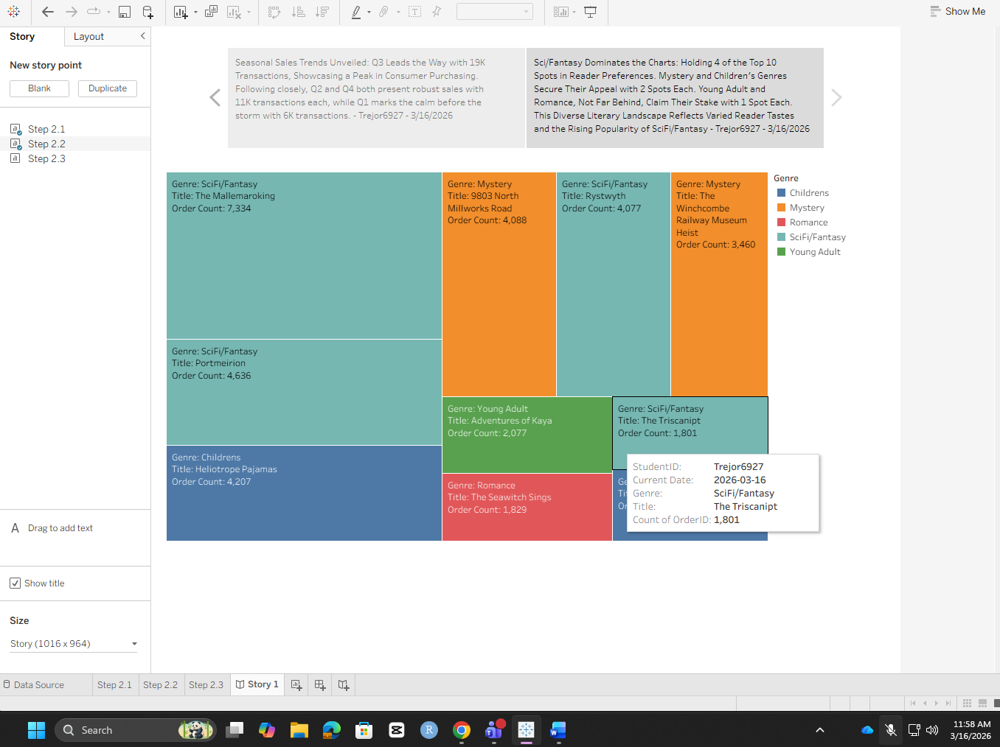 Show Me
Story
Layout
New story point
Blank
Duplicate
Step 2.1
Step 2.2
Step 2.3
A Drag to add text
Show title
Size
Story (1016 x 964)
Seasonal Sales Trends Unveiled: Q3 Leads the Way with 19K
Transactions, Showcasing a Peak in Consumer Purchasing.
Following closely, Q2 and Q4 both present robust sales with
11K transactions each, while Q1 marks the calm before the
storm with 6K transactions. - Trejor6927 - 3/16/2026
Sci/Fantasy Dominates the Charts: Holding 4 of the Top 10
Spots in Reader Preferences. Mystery and Children's Genres
Secure Their Appeal with 2 Spots Each. Young Adult and
Romance, Not Far Behind, Claim Their Stake with 1 Spot Each.
This Diverse Literary Landscape Reflects Varied Reader Tastes
and the Rising Popularity of SciFi/Fantasy - Trejor6927 - 3/16/2026
Genre: SciFi/Fantasy
Title: The Mallemaroking
Order Count: 7,334
Genre: SciFi/Fantasy
Title: Portmeirion
Order Count: 4,636
Genre: Childrens
Title: Heliotrope Pajamas
Order Count: 4,207
Genre: Mystery
Title: 9803 North
Millworks Road
Order Count: 4,088
Genre: SciFi/Fantasy
Title: Rystwyth
Order Count: 4,077
Genre: Mystery
Title: The
Winchcombe
Railway Museum
Heist
Order Count: 3,460
Genre: Young Adult
Title: Adventures of Kaya
Order Count: 2,077
Genre: Romance
Title: The Seawitch Sings
Order Count: 1,829
Genre: SciFi/Fantasy
Title: The Triscanipt
Order Count: 1,801
Ge
Ti
Or
StudentID: Trejor6927
Current Date: 2026-03-16
Genre: SciFi/Fantasy
Title: The Triscanipt
Count of OrderID: 1,801
Genre
Childrens
Mystery
Romance
SciFi/Fantasy
Young Adult
Data Source
Step 2.1
Step 2.2
Step 2.3
Story 1
Search
R
W
11:58 AM
3/16/2026